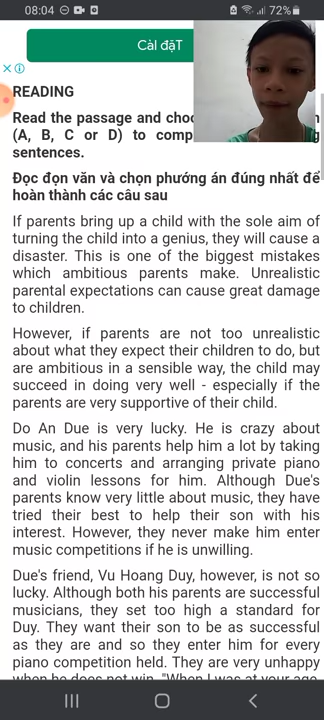 08:04 72%
Cài đặT
READING
Read the passage and choo n
(A, B, C or D) to comp g
sentences.
Đọc đọn văn và chọn phướng án đúng nhất để
hoàn thành các câu sau
If parents bring up a child with the sole aim of
turning the child into a genius, they will cause a
disaster. This is one of the biggest mistakes
which ambitious parents make. Unrealistic
parental expectations can cause great damage
to children.
However, if parents are not too unrealistic
about what they expect their children to do, but
are ambitious in a sensible way, the child may
succeed in doing very well - especially if the
parents are very supportive of their child.
Do An Due is very lucky. He is crazy about
music, and his parents help him a lot by taking
him to concerts and arranging private piano
and violin lessons for him. Although Due's
parents know very little about music, they have
tried their best to help their son with his
interest. However, they never make him enter
music competitions if he is unwilling.
Due's friend, Vu Hoang Duy, however, is not so
lucky. Although both his parents are successful
musicians, they set too high a standard for
Duy. They want their son to be as successful
as they are and so they enter him for every
piano competition held. They are very unhappy
when he does not win. "When I was at your age,